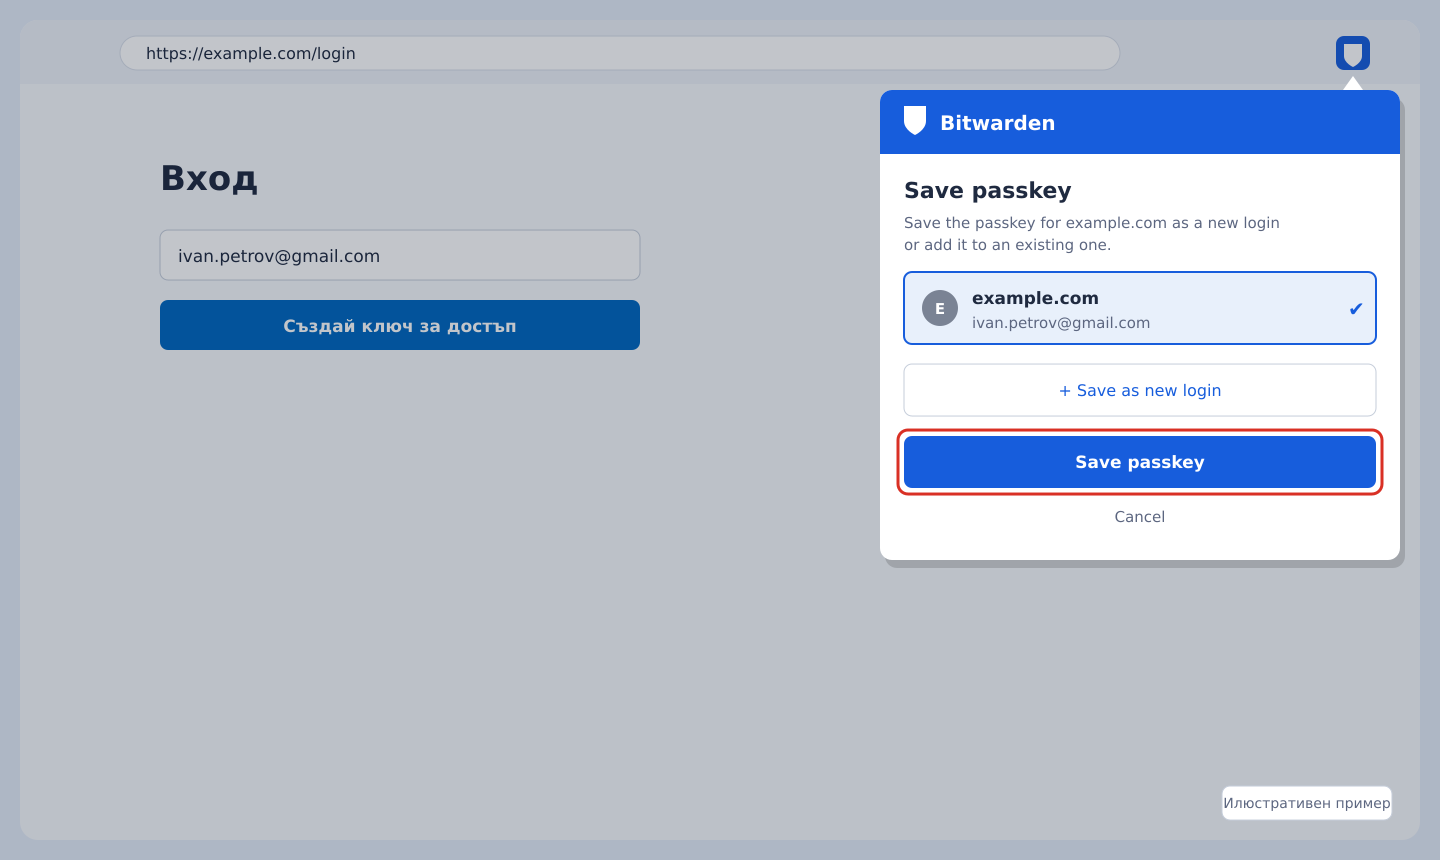 https://example.com/login
Bitwarden
Вход
ivan.petrov@gmail.com
Създай ключ за достъп
Save passkey
Save the passkey for example.com as a new login
or add it to an existing one.
E
example.com
ivan.petrov@gmail.com
✔
+ Save as new login
Save passkey
Cancel
Илюстративен пример